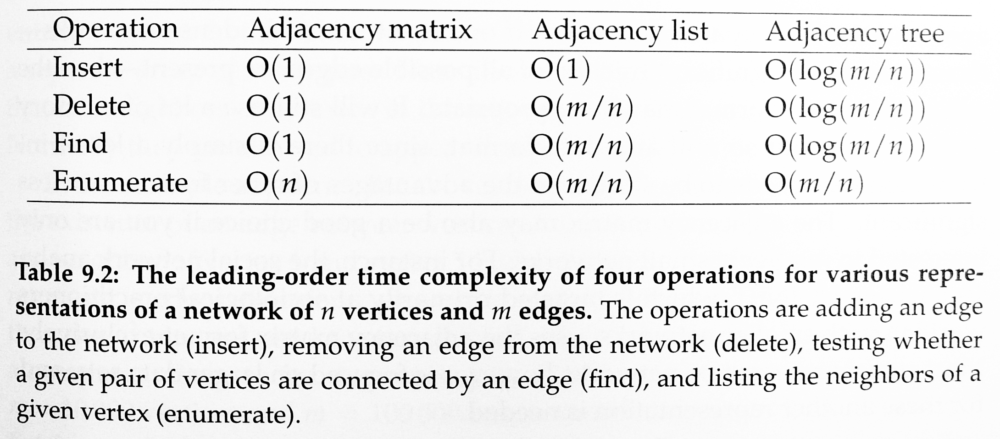 Operation Adjacency matrix Adjacency list Adjacency tree
Insert O(1) O(1) O(log(m/n))
Delete O(1) O(m/n) O(log(m/n))
Find O(1) O(m/n) O(log(m/n))
Enumerate O(n) O(m/n) O(m/n)
Table 9.2: The leading-order time complexity of four operations for various repre-
sentations of a network of n vertices and m edges. The operations are adding an edge
to the network (insert), removing an edge from the network (delete), testing whether
a given pair of vertices are connected by an edge (find), and listing the neighbors of a
given vertex (enumerate).